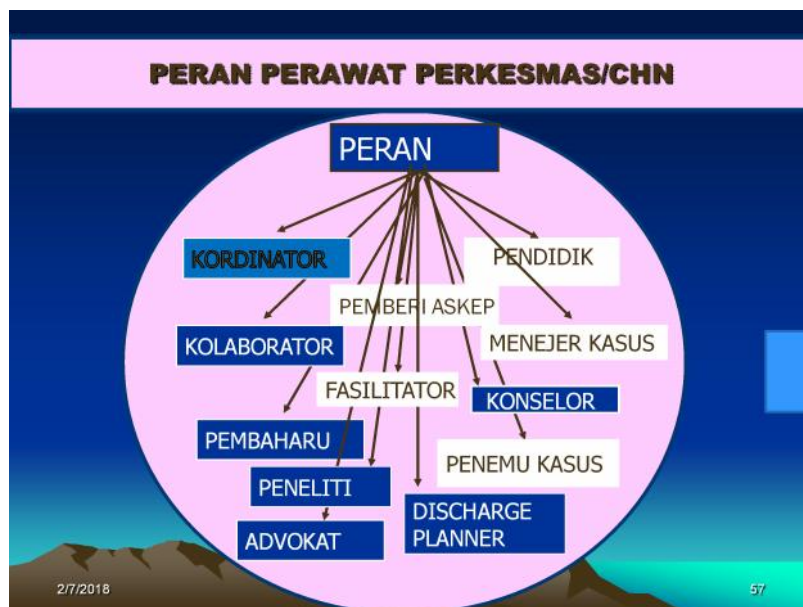 PERAN PERAWAT PERKESMAS/CHN
PERAN
KORDINATOR
PENDIDIK
PEMBERI ASKEP
KOLABORATOR
MENEJER KASUS
FASILITATOR
KONSELOR
PEMBAHARU
PENEMU KASUS
PENELITI
DISCHARGE
PLANNER
ADVOKAT
2/7/2018
57